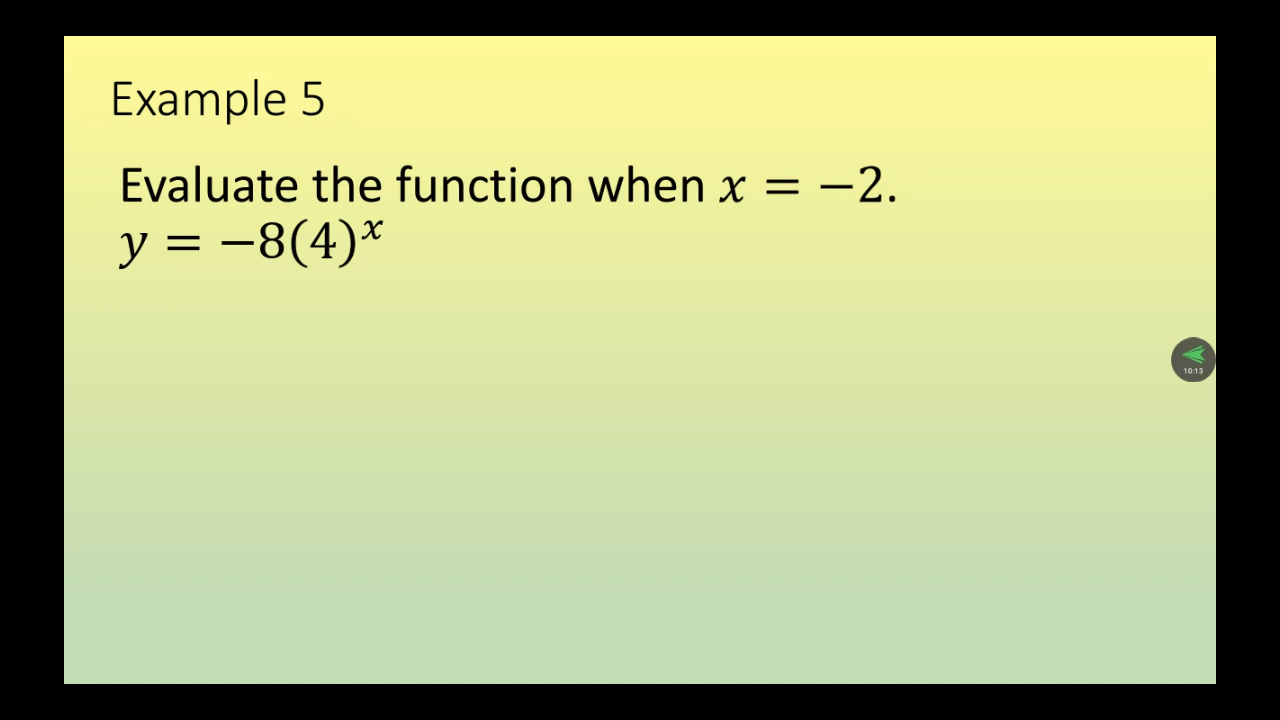 Example 5
Evaluate the function when 𝑥 = −2.
𝑦 = −8(4)ˣ
10:13